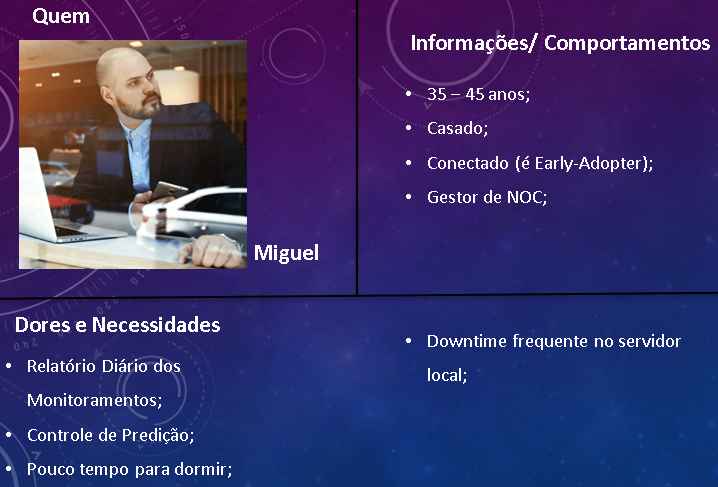 Quem
Miguel
Informações/ Comportamentos
• 35 – 45 anos;
• Casado;
• Conectado (é Early-Adopter);
• Gestor de NOC;
Dores e Necessidades
• Relatório Diário dos
Monitoramentos;
• Controle de Predição;
• Pouco tempo para dormir;
• Downtime frequente no servidor
local;